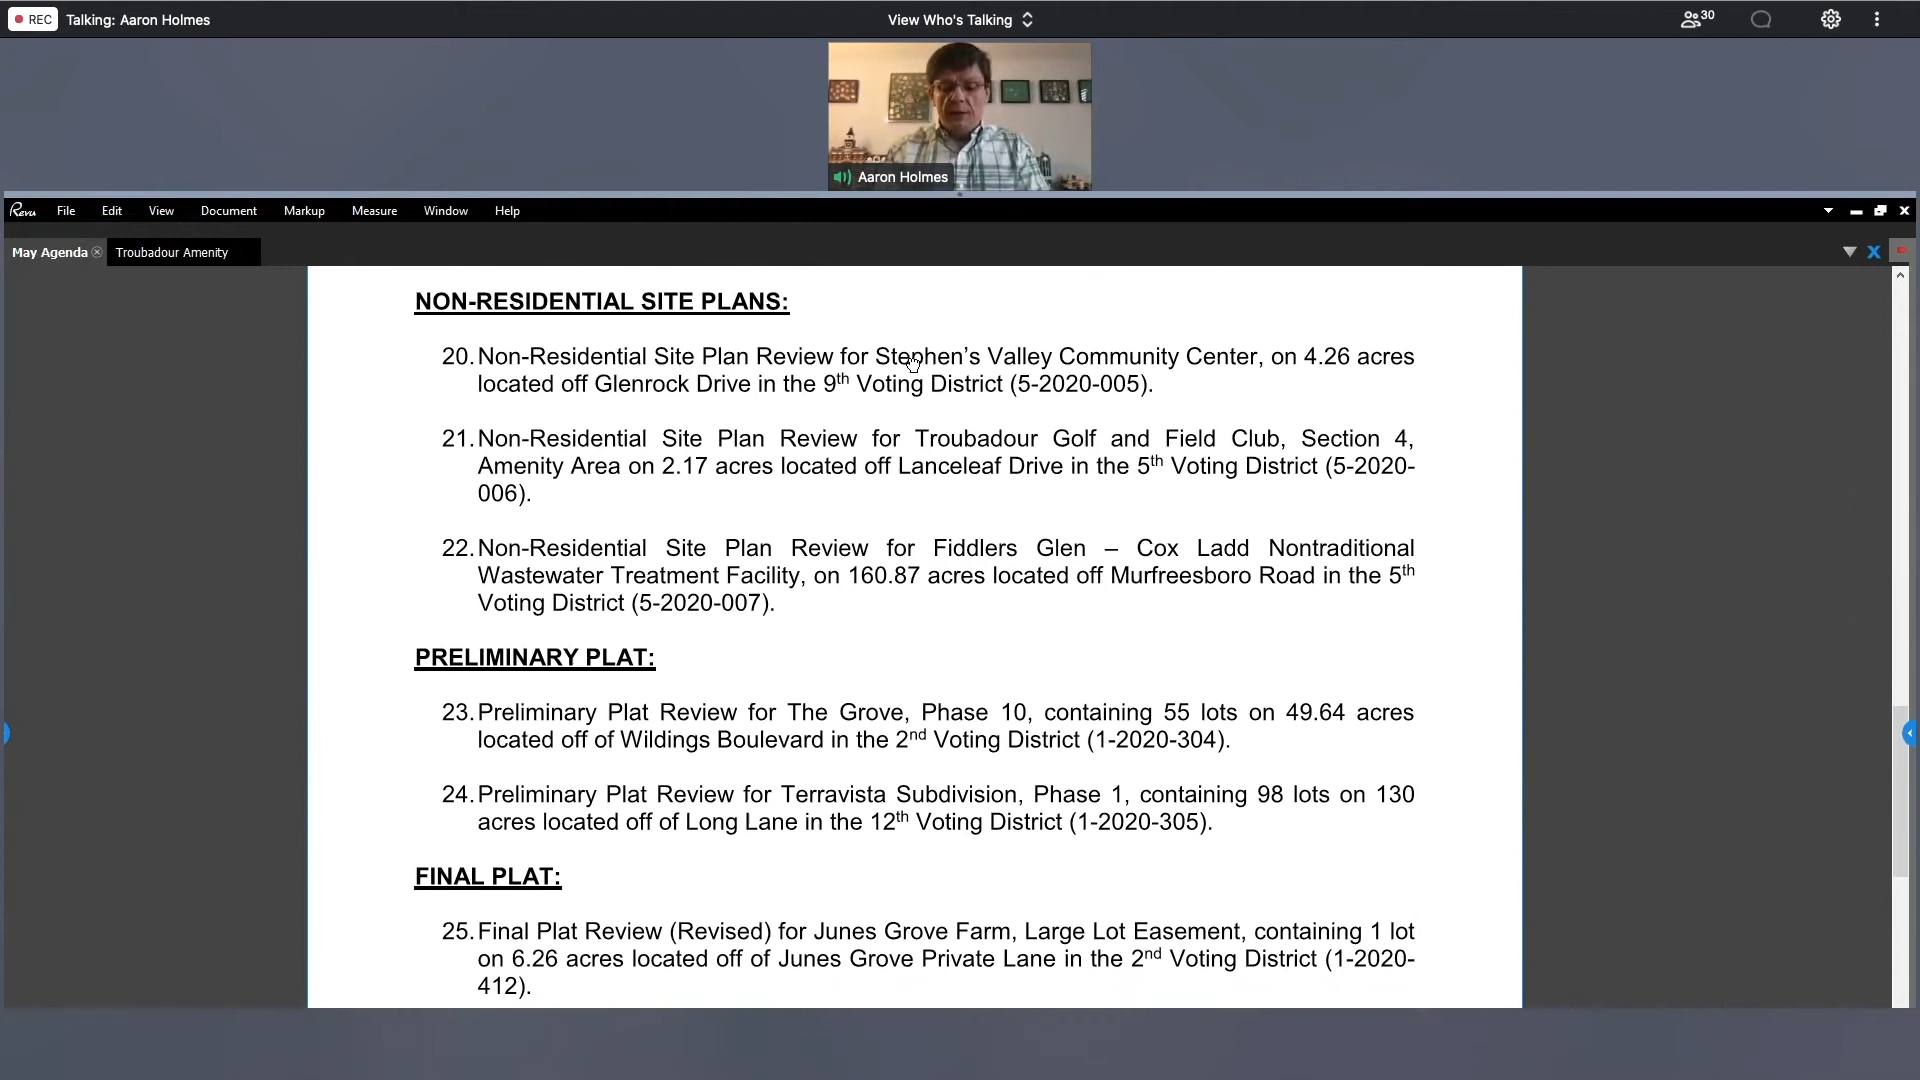 REC Talking: Aaron Holmes View Who's Talking 30
Aaron Holmes
Revu File Edit View Document Markup Measure Window Help
May Agenda Troubadour Amenity
NON-RESIDENTIAL SITE PLANS:
20. Non-Residential Site Plan Review for Stephen’s Valley Community Center, on 4.26 acres
located off Glenrock Drive in the 9th Voting District (5-2020-005).
21. Non-Residential Site Plan Review for Troubadour Golf and Field Club, Section 4,
Amenity Area on 2.17 acres located off Lanceleaf Drive in the 5th Voting District (5-2020-
006).
22. Non-Residential Site Plan Review for Fiddlers Glen – Cox Ladd Nontraditional
Wastewater Treatment Facility, on 160.87 acres located off Murfreesboro Road in the 5th
Voting District (5-2020-007).
PRELIMINARY PLAT:
23. Preliminary Plat Review for The Grove, Phase 10, containing 55 lots on 49.64 acres
located off of Wildings Boulevard in the 2nd Voting District (1-2020-304).
24. Preliminary Plat Review for Terravista Subdivision, Phase 1, containing 98 lots on 130
acres located off of Long Lane in the 12th Voting District (1-2020-305).
FINAL PLAT:
25. Final Plat Review (Revised) for Junes Grove Farm, Large Lot Easement, containing 1 lot
on 6.26 acres located off of Junes Grove Private Lane in the 2nd Voting District (1-2020-
412).